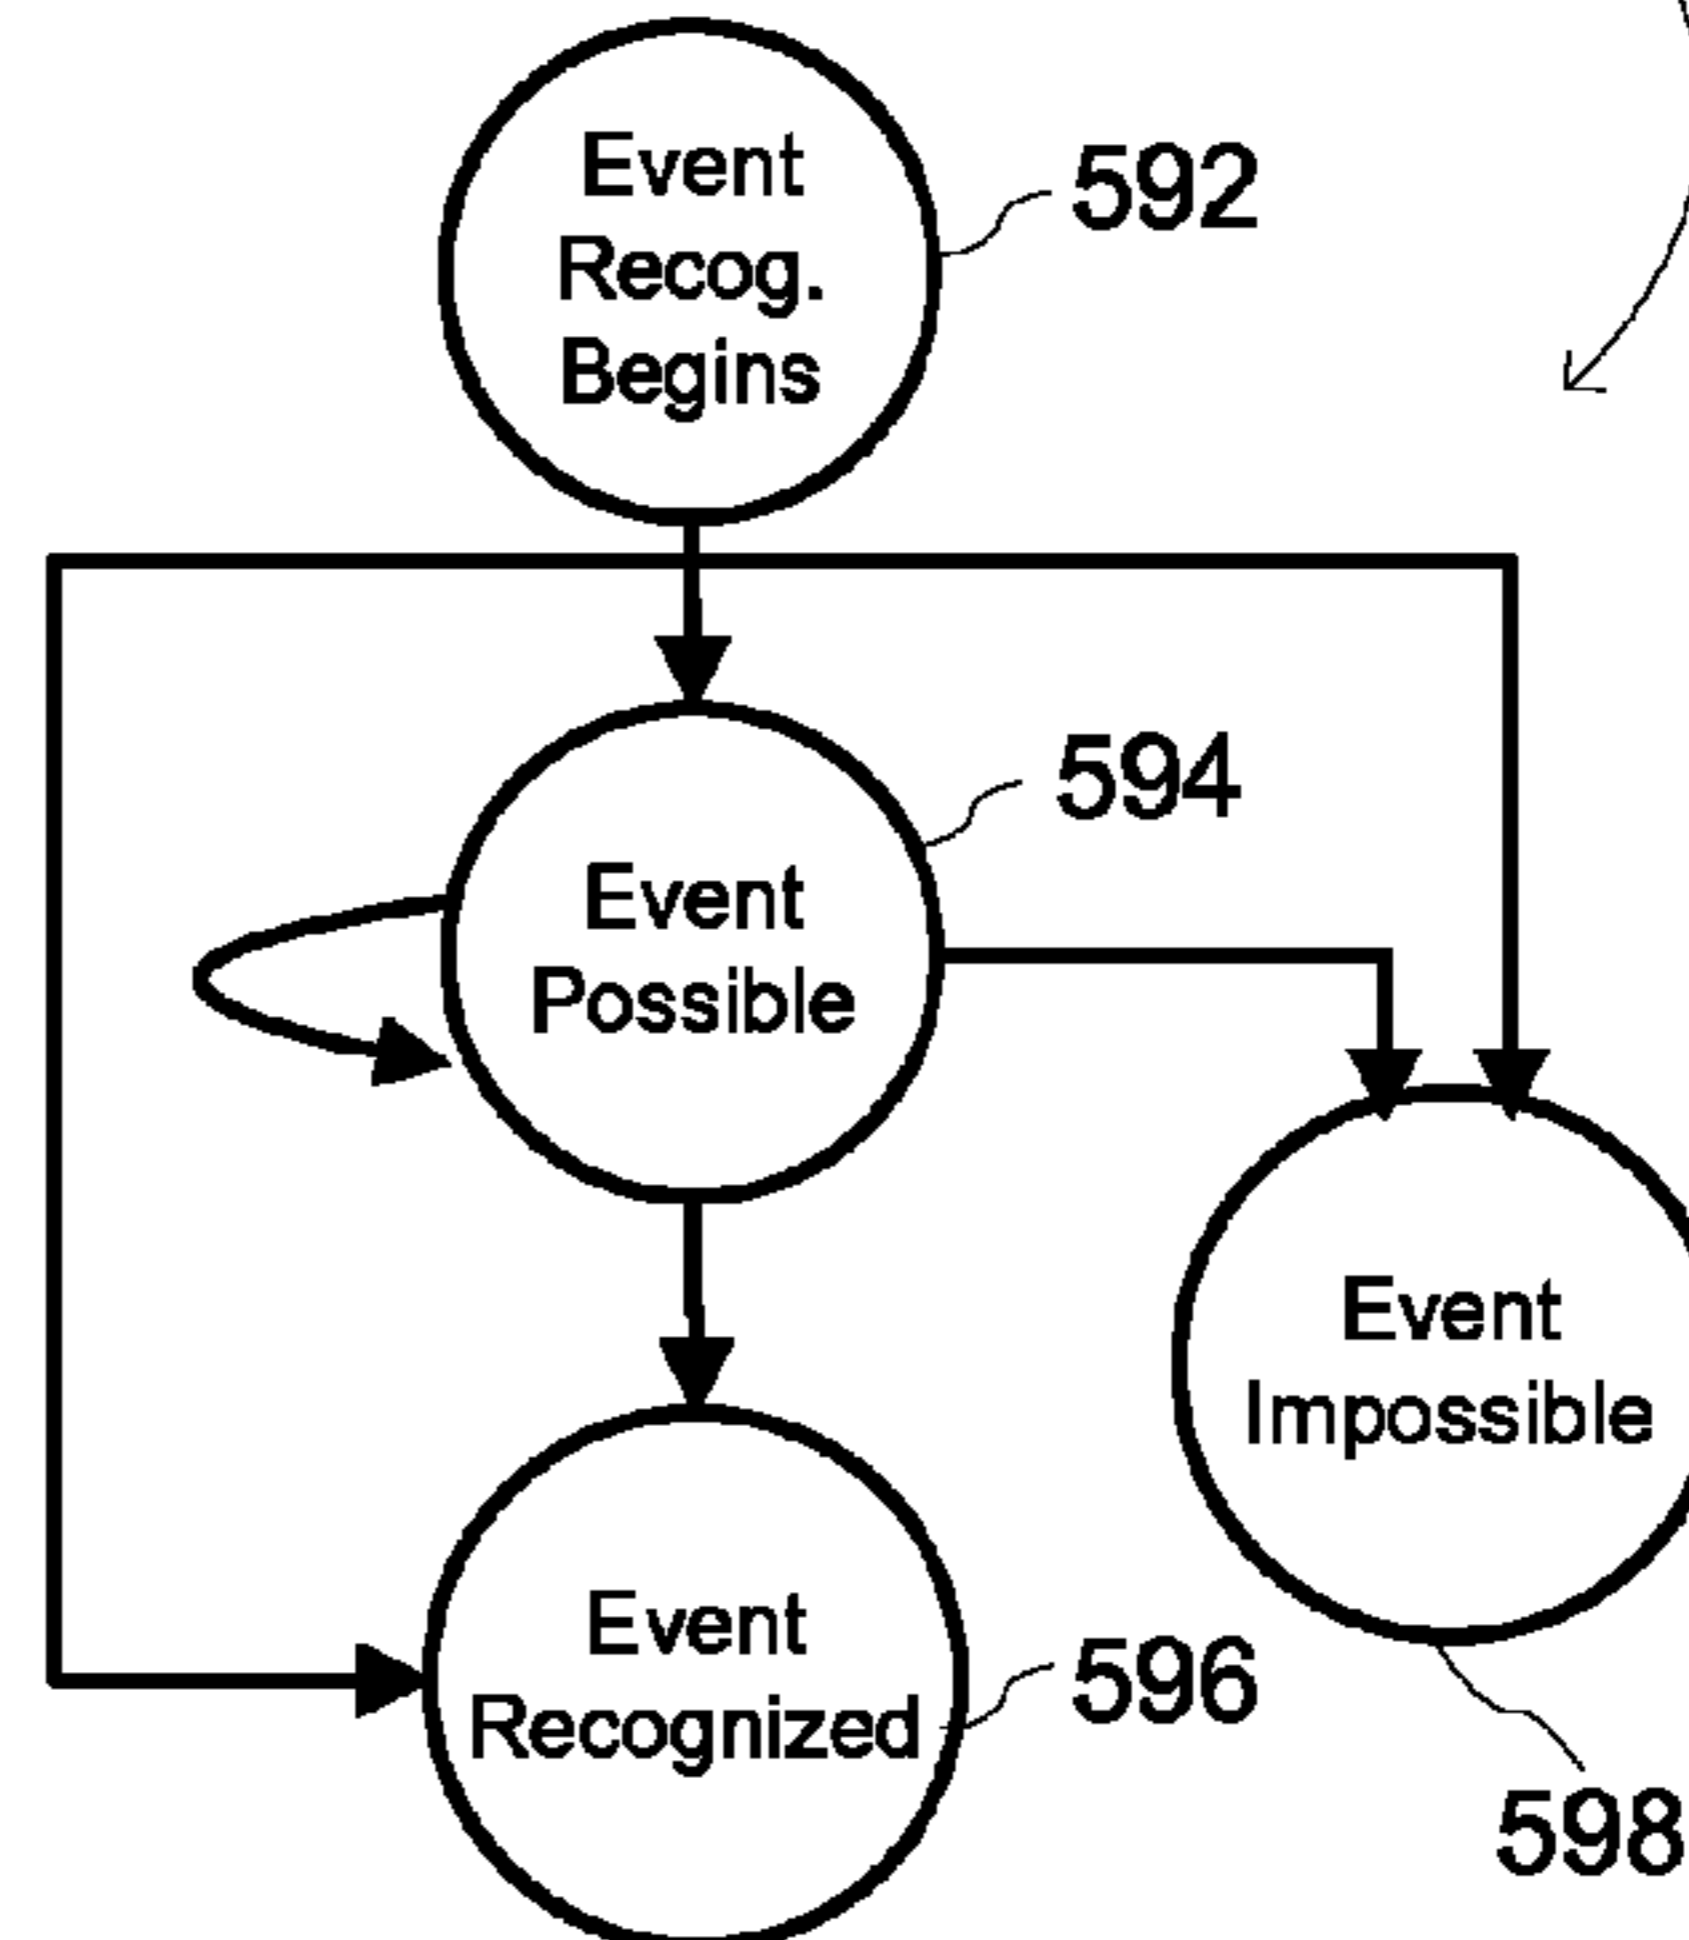 Event
Recog.
Begins
592
594
Event
Possible
Event
Impossible
Event
Recognized
596
598